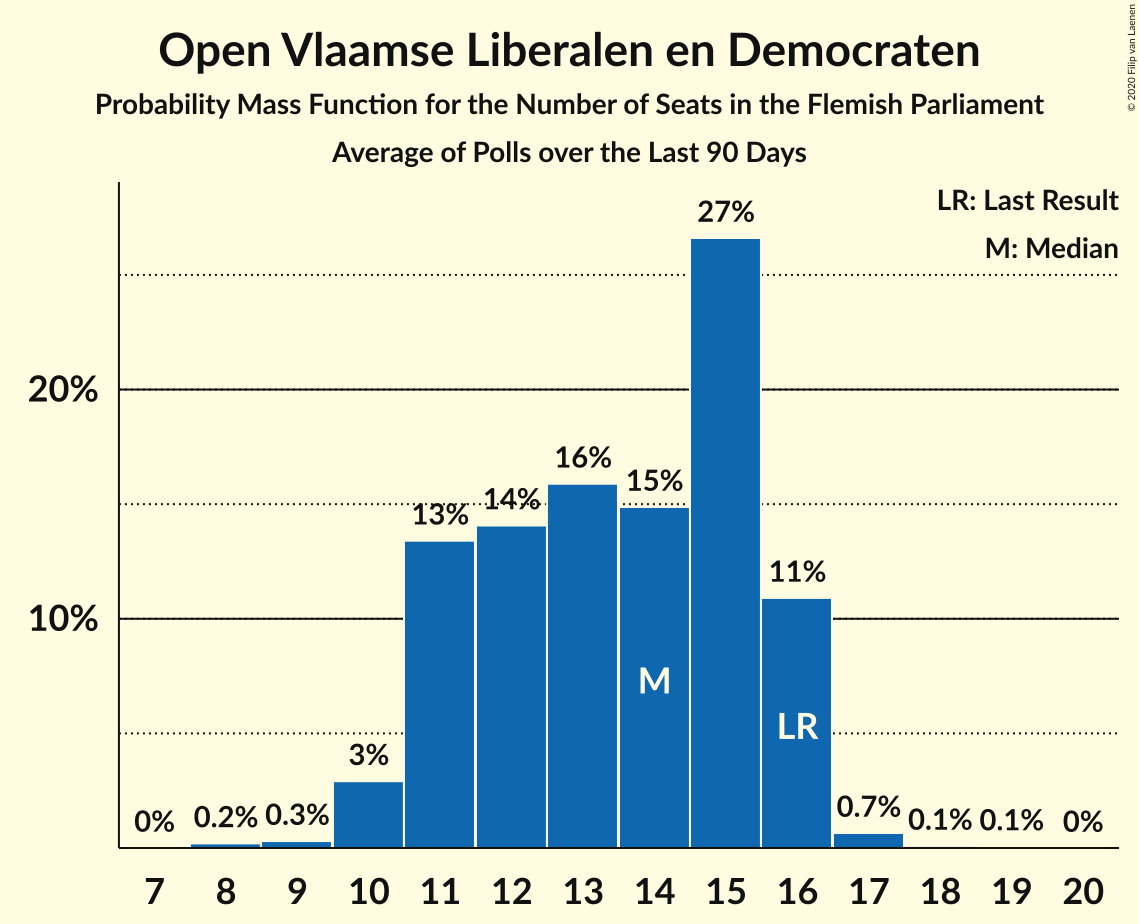 Open Vlaamse Liberalen en Democraten
Probability Mass Function for the Number of Seats in the Flemish Parliament
Average of Polls over the Last 90 Days
© 2020 Filip van Laenen
LR: Last Result
M: Median
27%
20%
16%
15%
14%
13%
11%
10%
M
LR
3%
0.7%
0.3%
0.2%
0%
0.1%
0.1%
0%
7 8 9 10 11 12 13 14 15 16 17 18 19 20